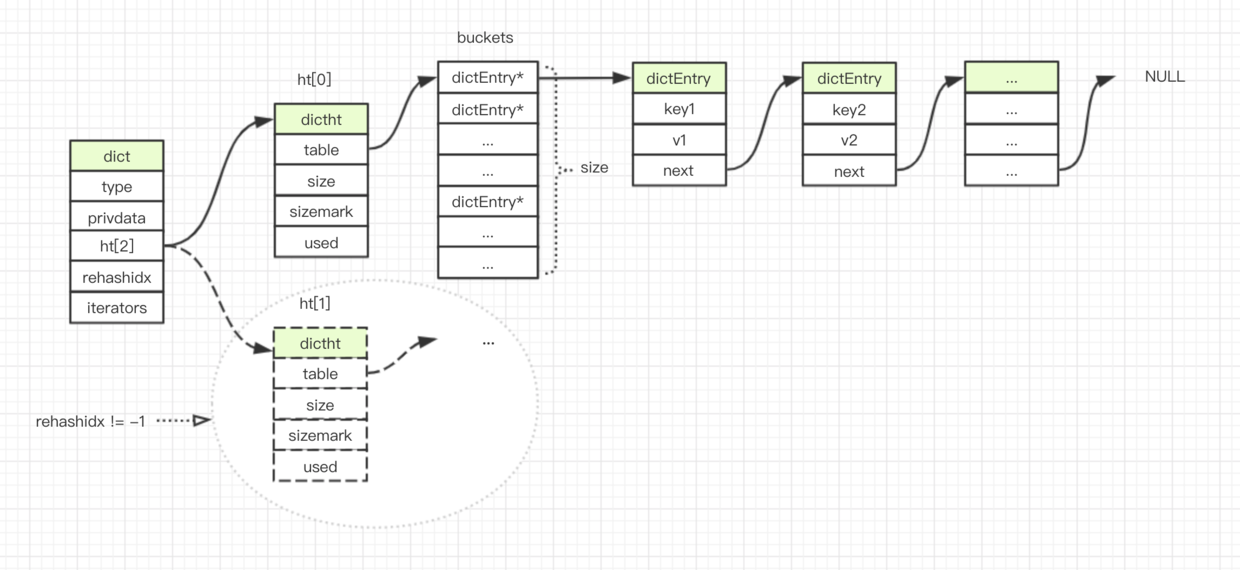 buckets
ht[0]
dictht
table
size
sizemark
used
dict
type
privdata
ht[2]
rehashidx
iterators
dictEntry*
dictEntry*
...
...
dictEntry*
...
...
size
dictEntry
key1
v1
next
dictEntry
key2
v2
next
...
...
...
...
NULL
ht[1]
dictht
table
size
sizemark
used
...
rehashidx != -1